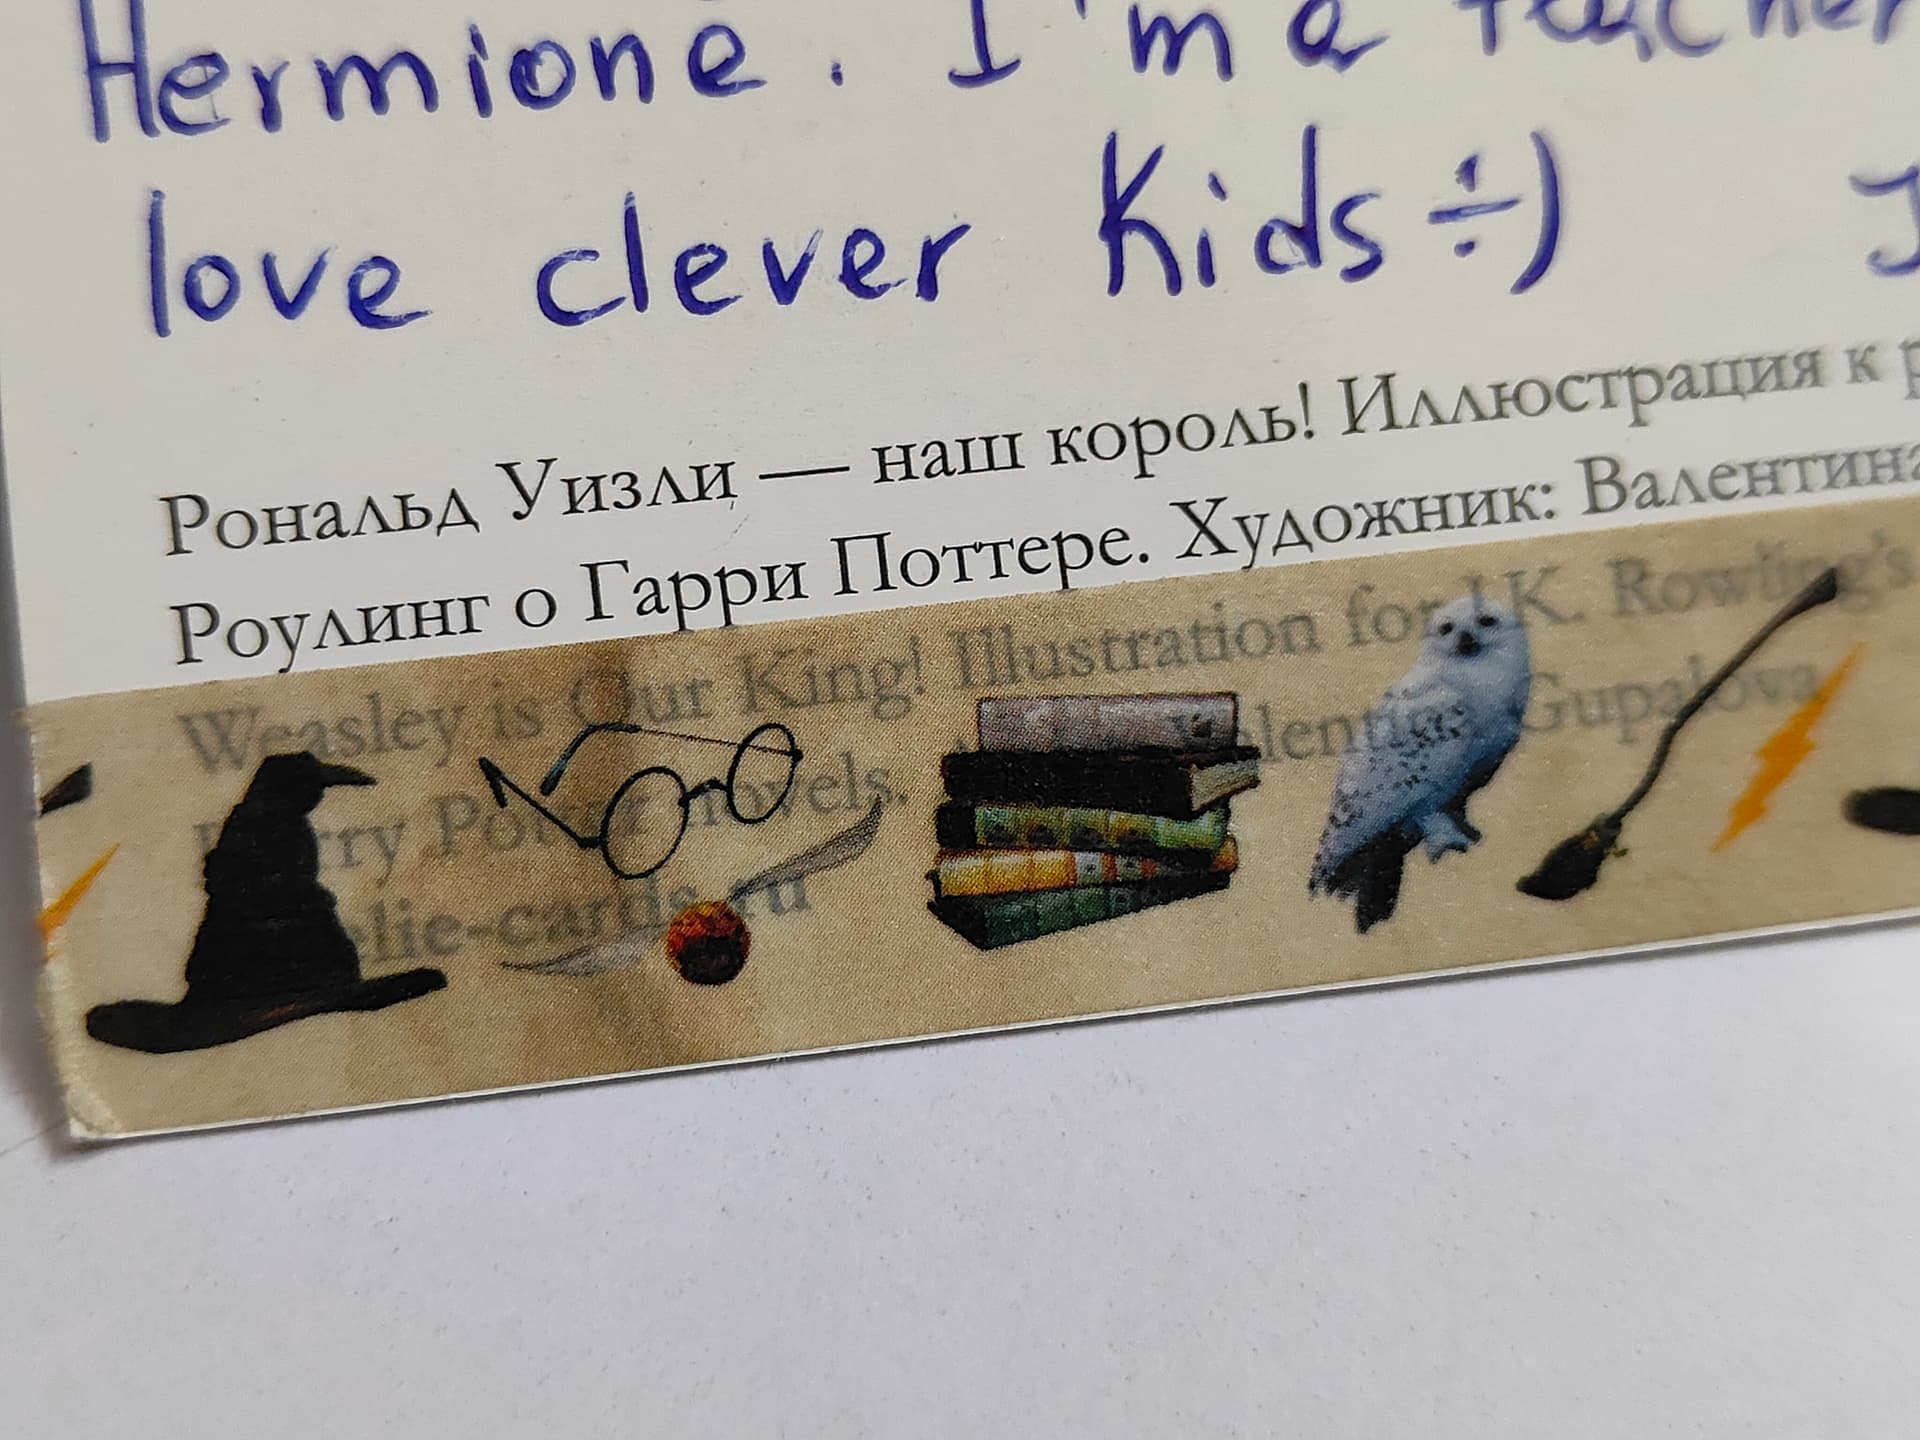 Hermione. I'm a teacher
love clever Kids ÷)
Рональд Уизли — наш король! Иллюстрация к
Роулинг о Гарри Поттере. Художник: Валентина
Weasley is Our King! Illustration for J.K. Rowling's
Harry Potter novels. Valentina Gupalova